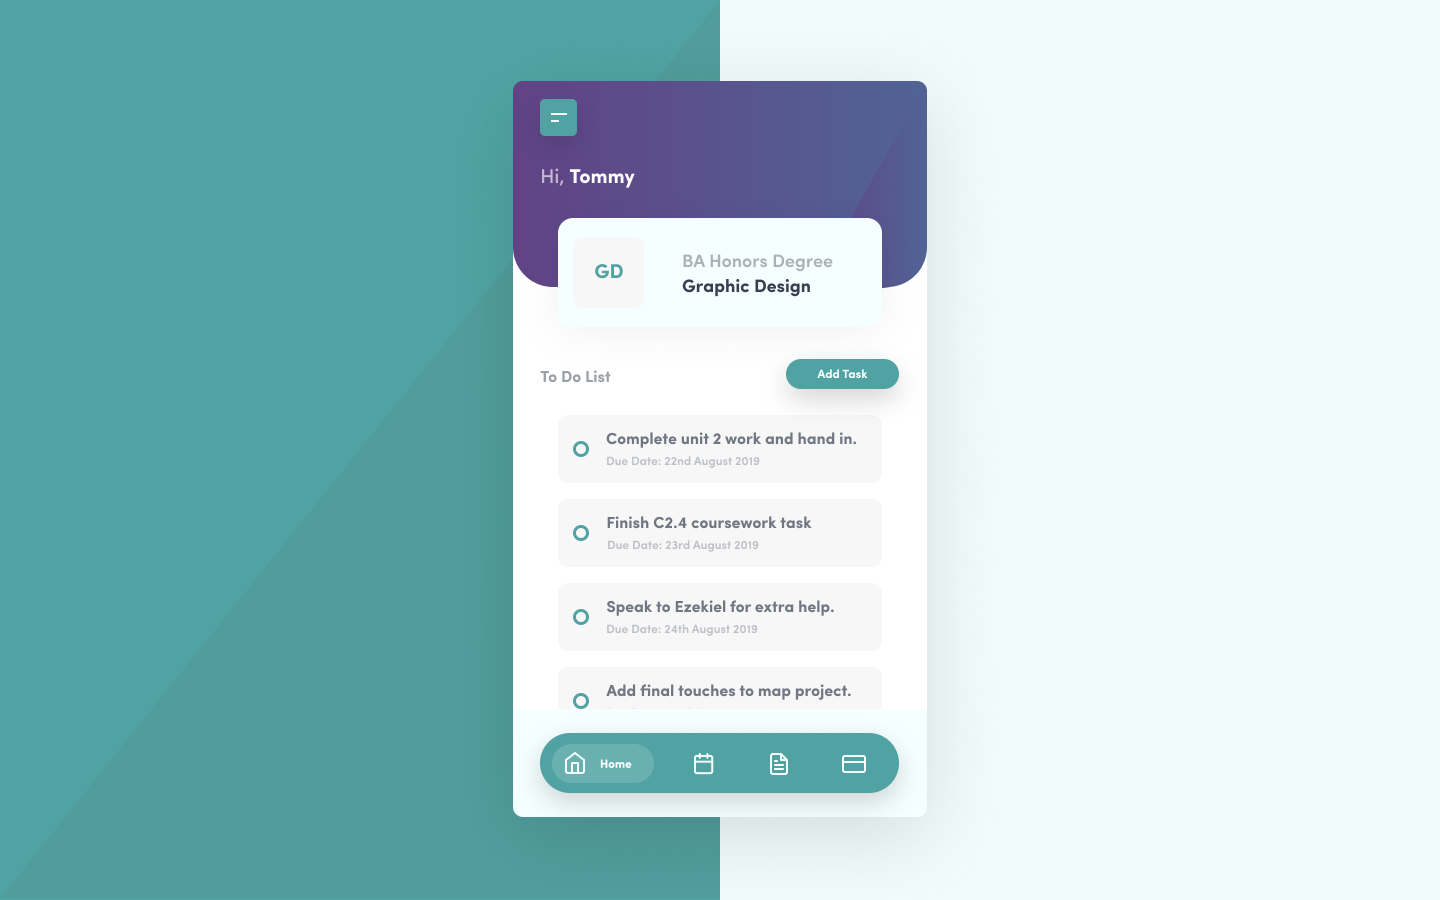 Hi, Tommy
GD
BA Honors Degree
Graphic Design
To Do List
Add Task
Complete unit 2 work and hand in.
Due Date: 22nd August 2019
Finish C2.4 coursework task
Due Date: 23rd August 2019
Speak to Ezekiel for extra help.
Due Date: 24th August 2019
Add final touches to map project.
Home